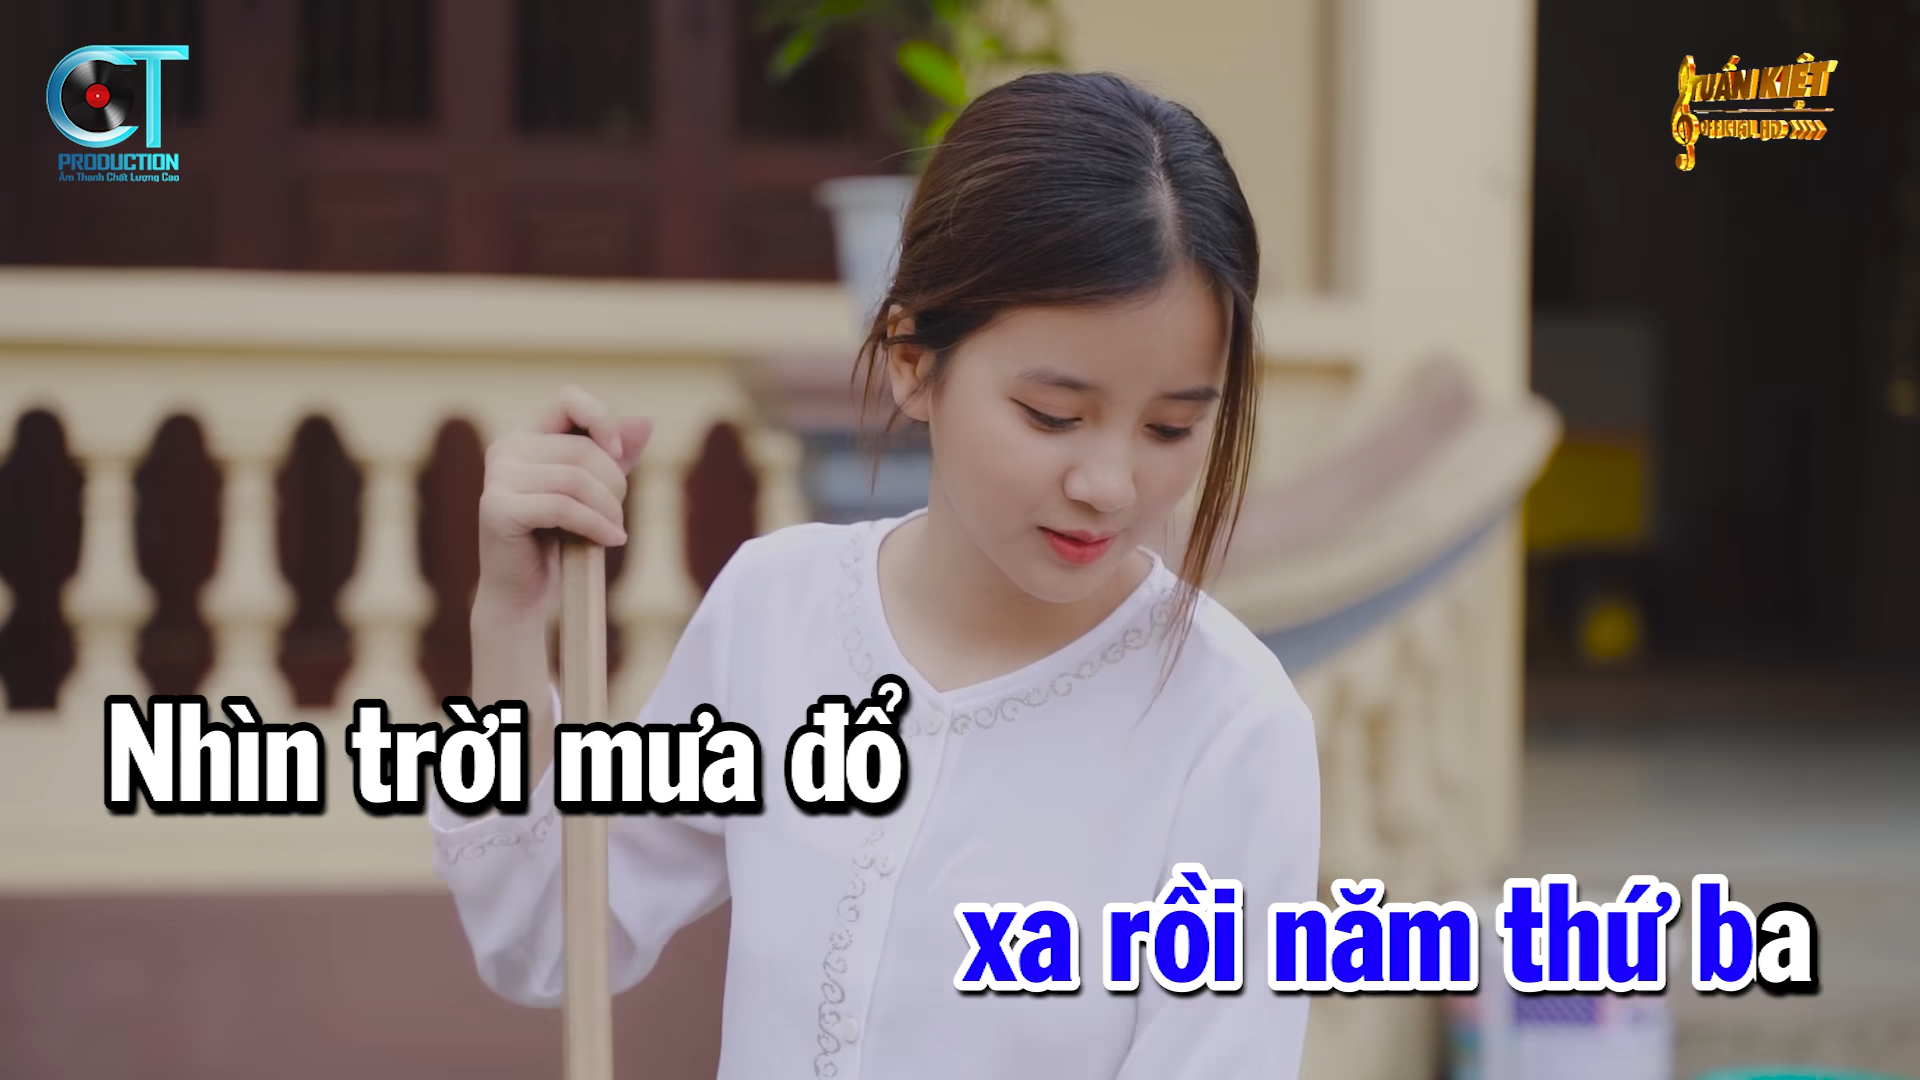 CT
PRODUCTION
Âm Thanh Chất Lượng Cao
TUẤN KIỆT
OFFICIAL HD
Nhìn trời mưa đổ
xa rồi năm thứ ba